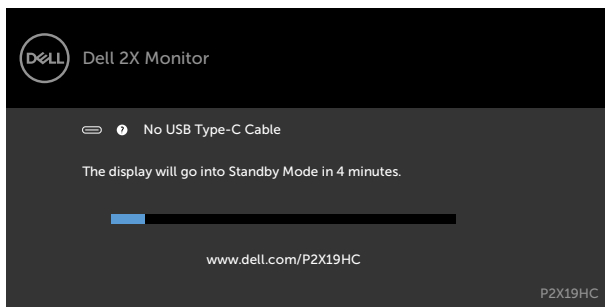 DELL
Dell 2X Monitor
? No USB Type-C Cable
The display will go into Standby Mode in 4 minutes.
www.dell.com/P2X19HC
P2X19HC